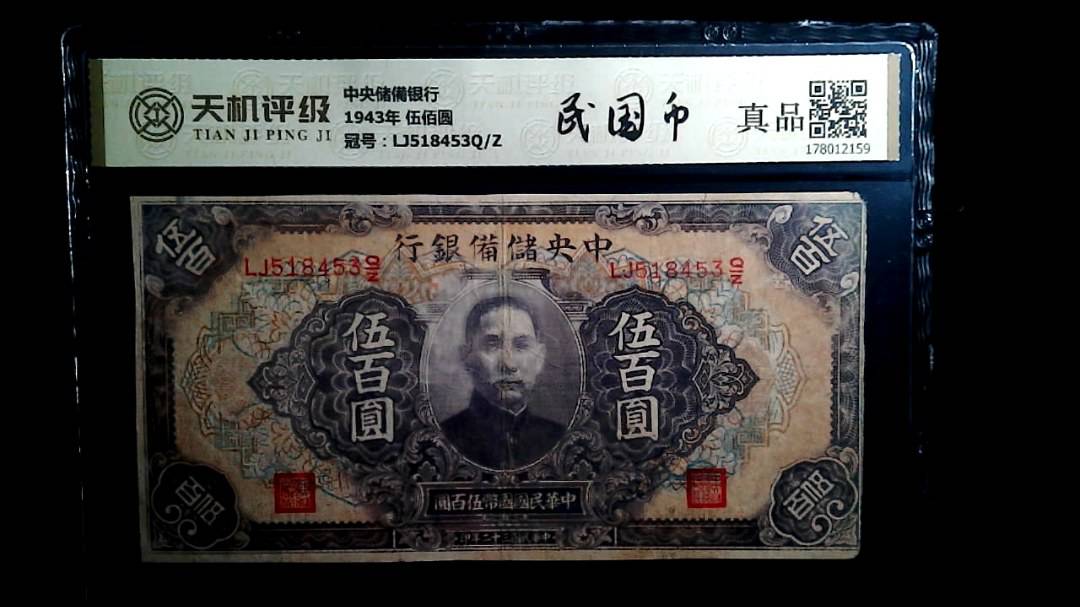 天机评级
TIAN JI PING JI
中央储備银行
1943年 伍佰圆
冠号：LJ518453Q/Z
民国币
真品
178012159
行銀備儲央中
LJ518453 Q/Z
LJ518453 Q/Z
伍百
伍百
伍百圓
伍百圓
圓百伍幣國國民華中